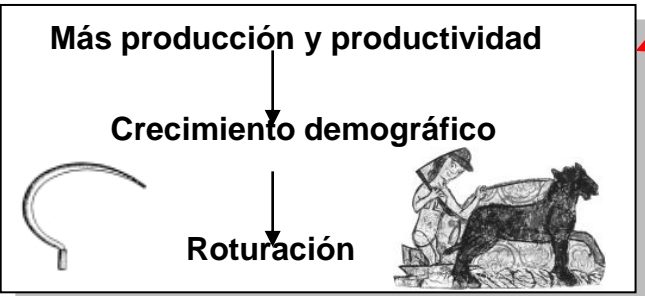 Más producción y productividad
Crecimiento demográfico
Roturación